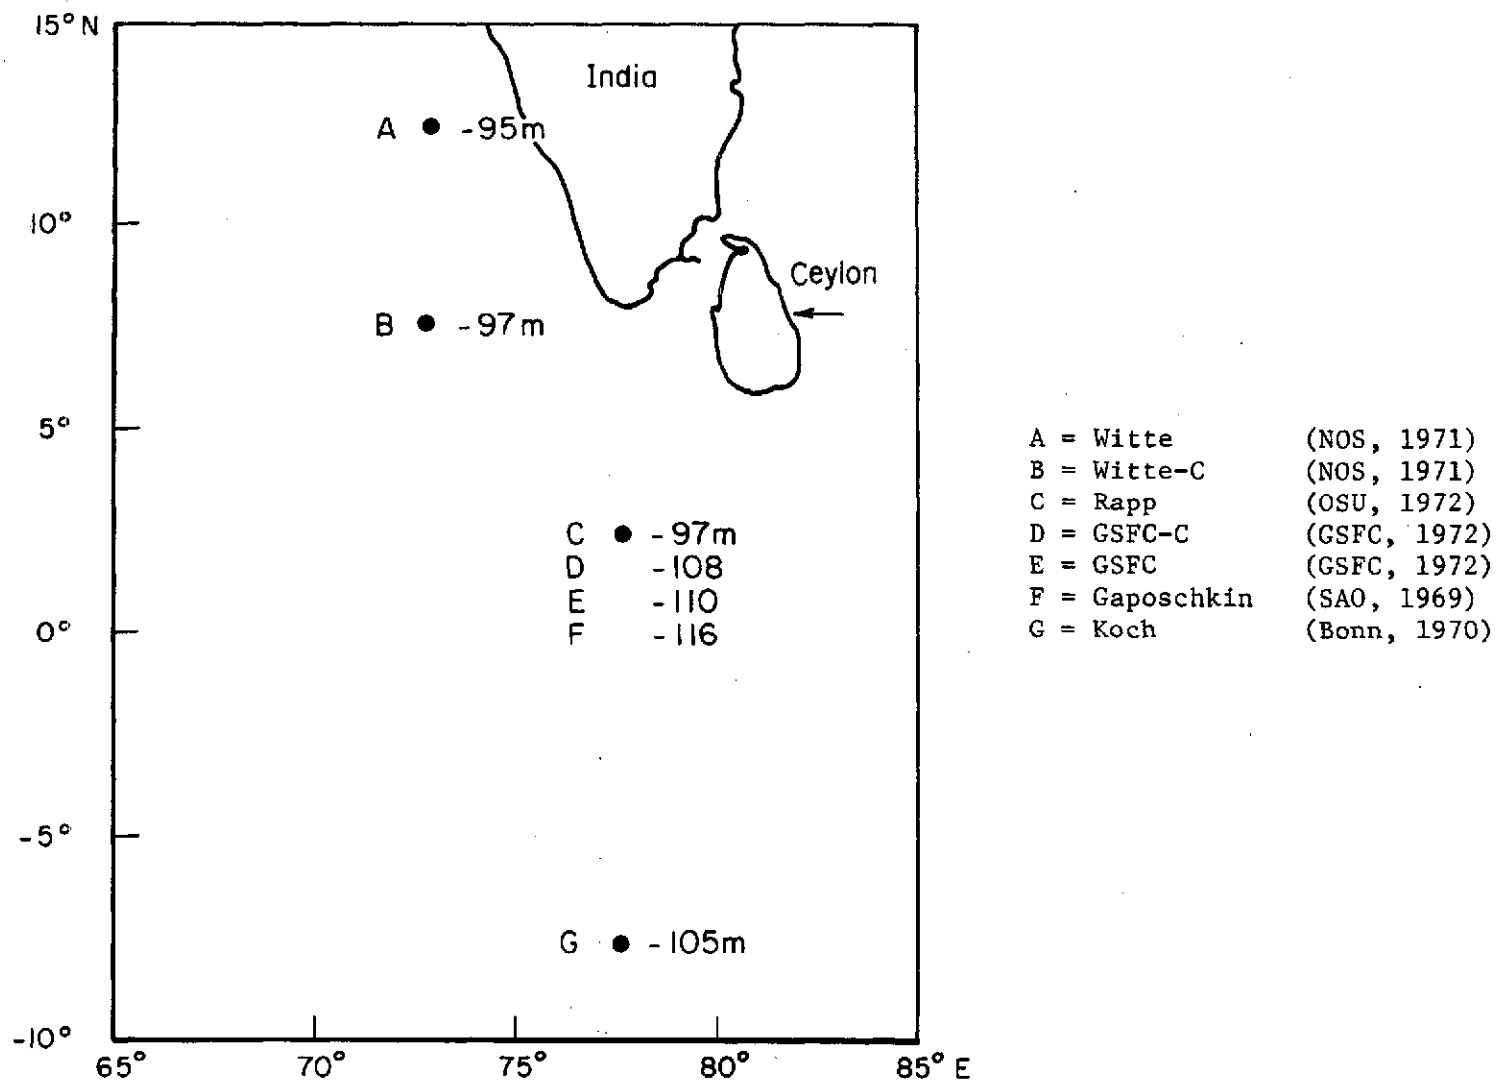 15° N
India
A -95m
10°
Ceylon
B -97m
5°
C -97m
D -108
E -110
F -116
0°
-5°
G -105m
-10°
65° 70° 75° 80° 85° E
A = Witte (NOS, 1971)
B = Witte-C (NOS, 1971)
C = Rapp (OSU, 1972)
D = GSFC-C (GSFC, 1972)
E = GSFC (GSFC, 1972)
F = Gaposchkin (SAO, 1969)
G = Koch (Bonn, 1970)